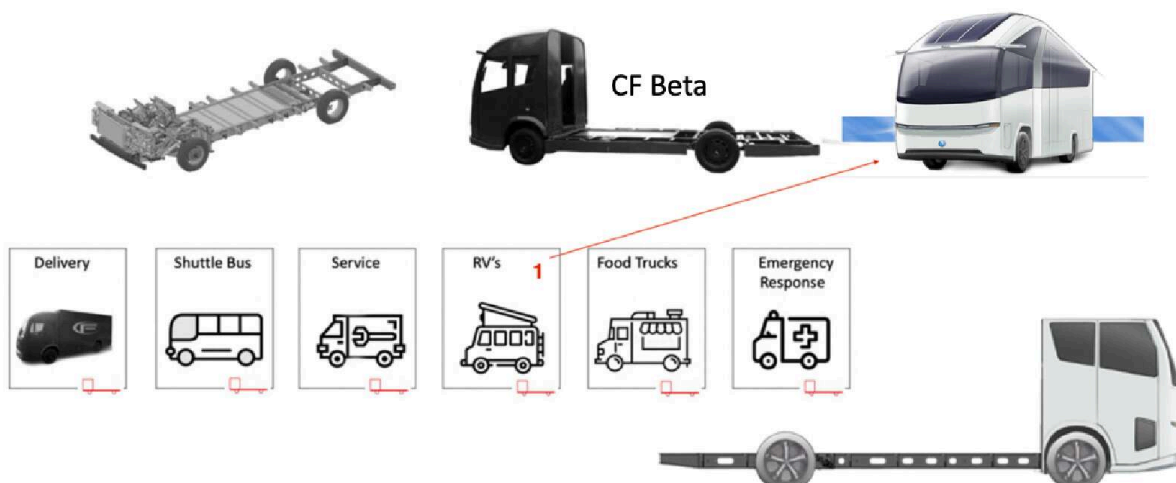 CF Beta
Delivery
Shuttle Bus
Service
RV's
1
Food Trucks
Emergency
Response